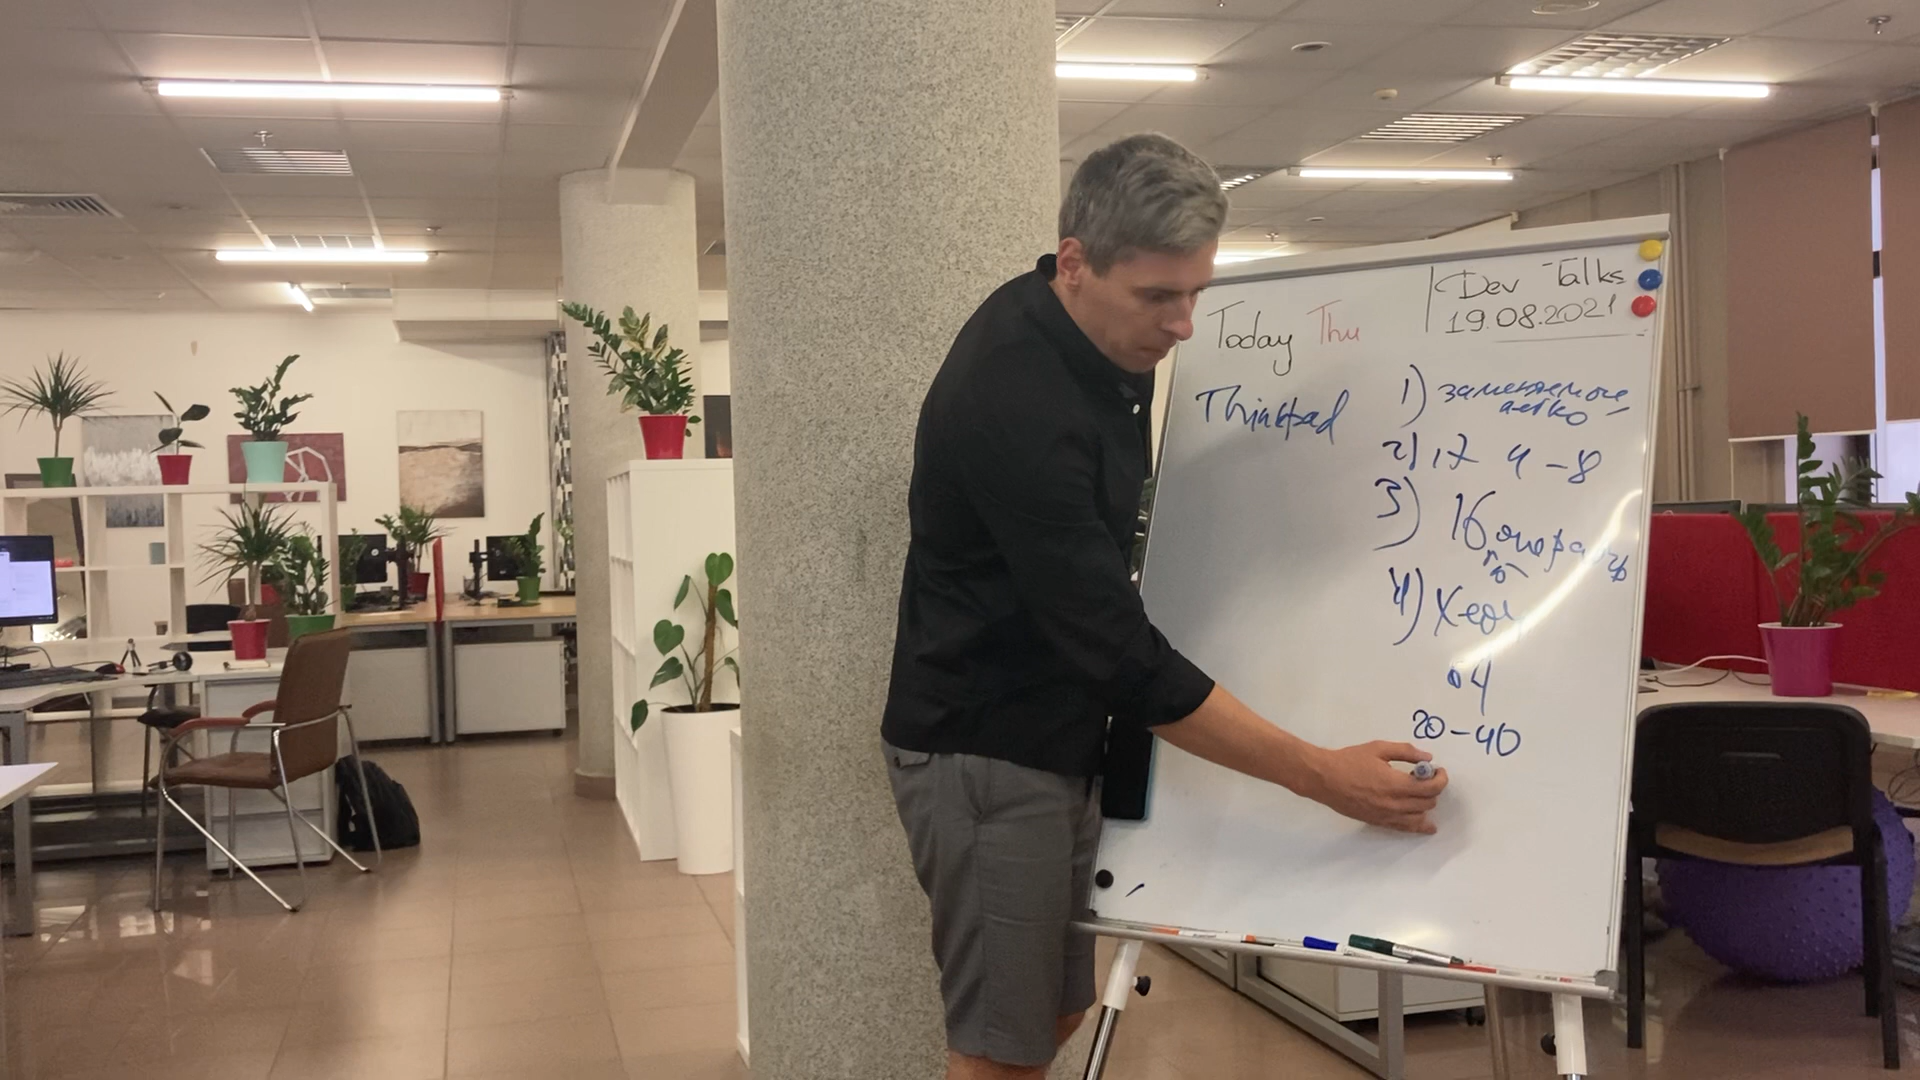 Dev Talks
19.08.2021
Today Thu
Thinkpad
1) заменяемое
2) i7 4-8
3) 16
4) Xeon
4
20-40